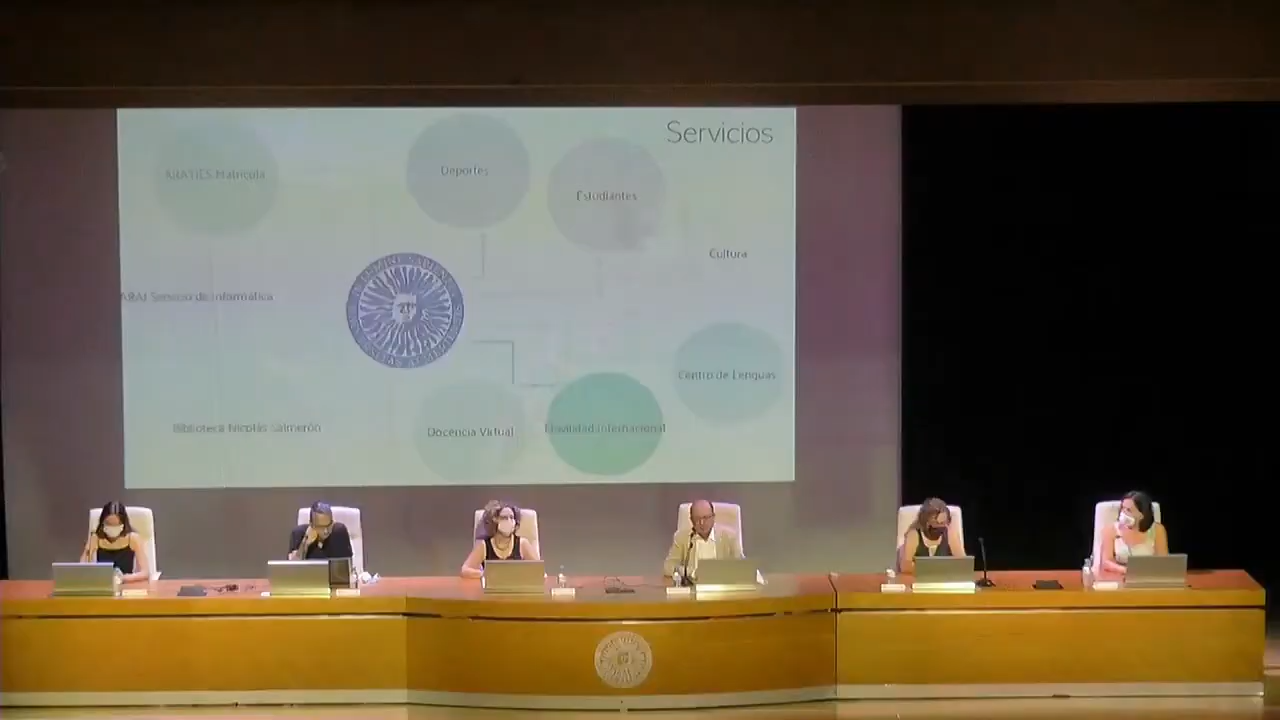 Servicios
ARATIES Matrícula
Deportes
Estudiantes
Cultura
ARAI Servicio de Informática
Centro de Lenguas
Biblioteca Nicolás Salmerón
Docencia Virtual
Movilidad Internacional